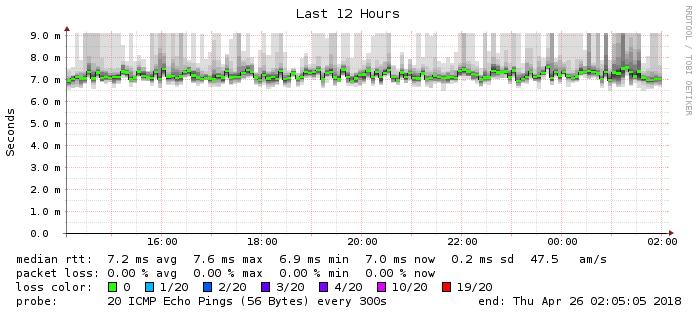 Last 12 Hours
RRDTOOL / TOBI OETIKER
Seconds
9.0 m
8.0 m
7.0 m
6.0 m
5.0 m
4.0 m
3.0 m
2.0 m
1.0 m
0.0
16:00 18:00 20:00 22:00 00:00 02:00
median rtt: 7.2 ms avg 7.6 ms max 6.9 ms min 7.0 ms now 0.2 ms sd 47.5 am/s
packet loss: 0.00 % avg 0.00 % max 0.00 % min 0.00 % now
loss color: 0 1/20 2/20 3/20 4/20 10/20 19/20
probe: 20 ICMP Echo Pings (56 Bytes) every 300s end: Thu Apr 26 02:05:05 2018